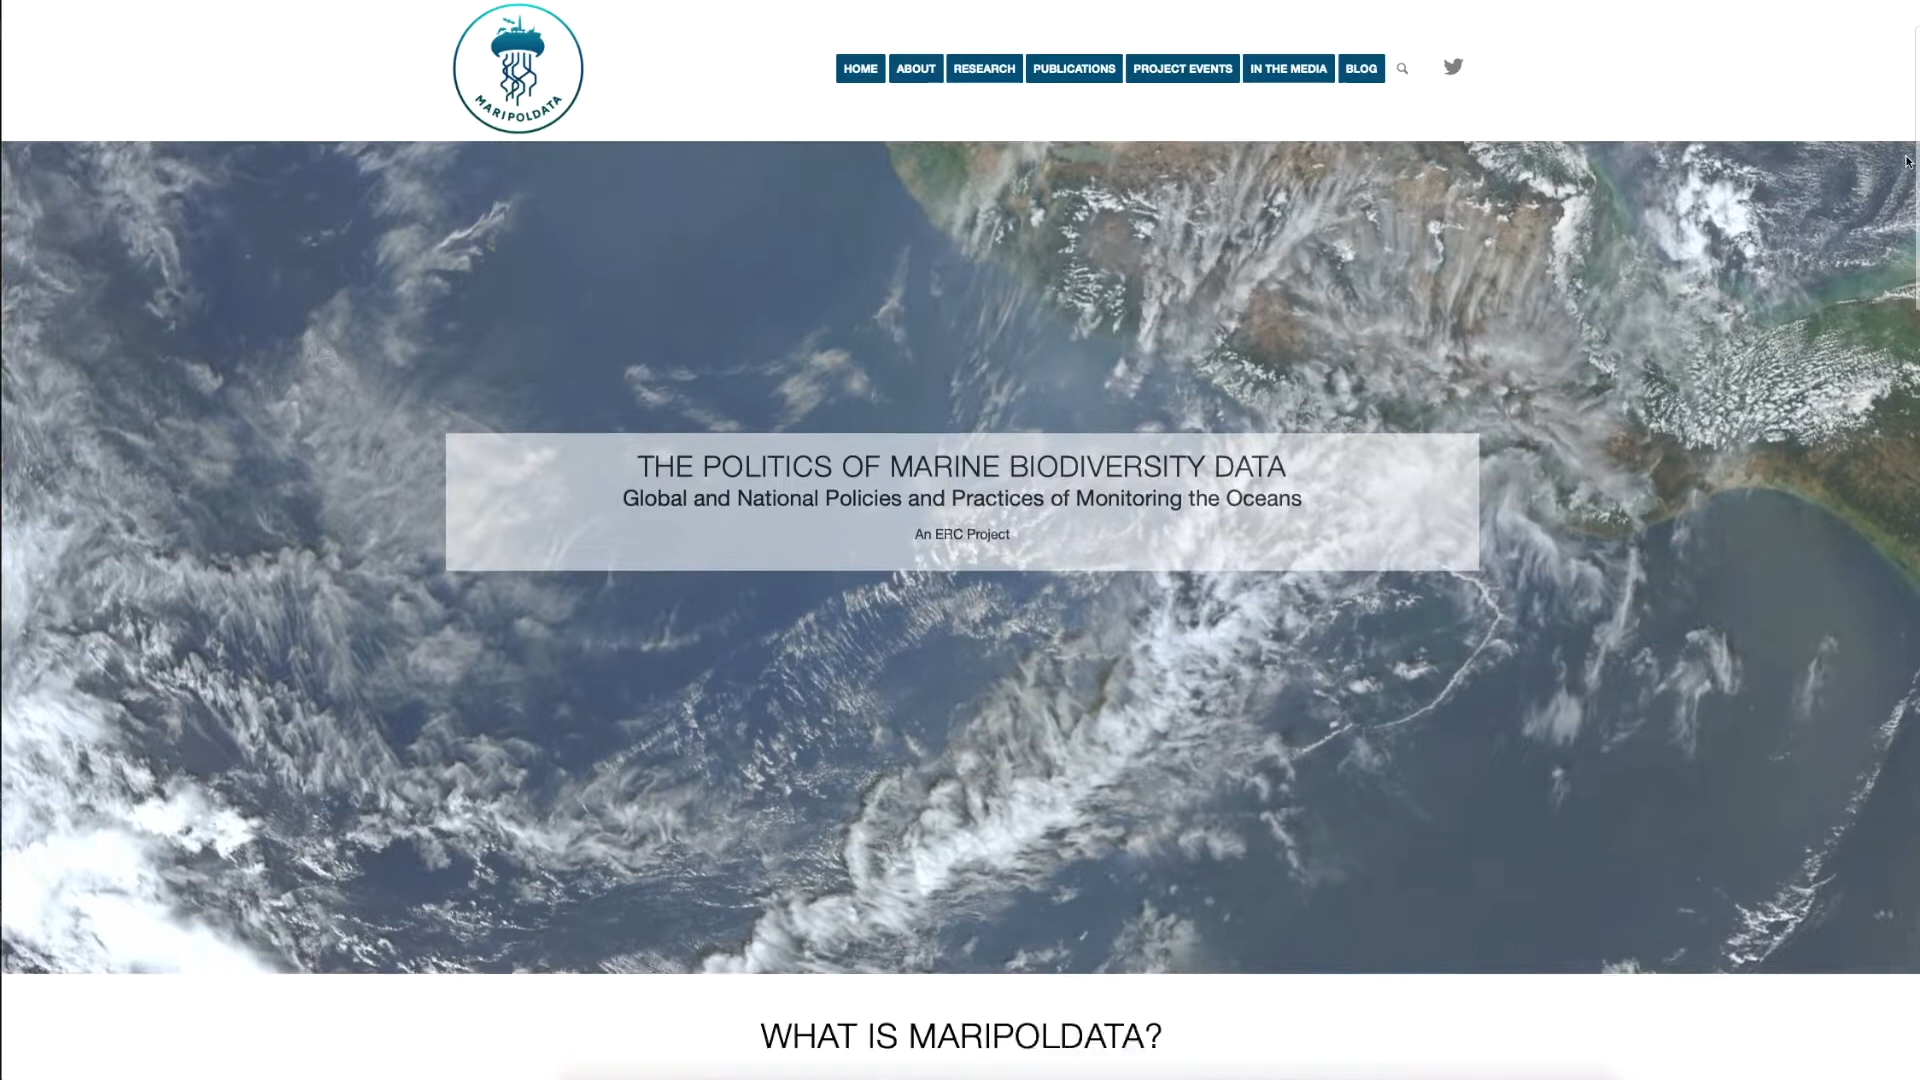 MARIPOLDATA
HOME
ABOUT
RESEARCH
PUBLICATIONS
PROJECT EVENTS
IN THE MEDIA
BLOG
THE POLITICS OF MARINE BIODIVERSITY DATA
Global and National Policies and Practices of Monitoring the Oceans
An ERC Project
WHAT IS MARIPOLDATA?